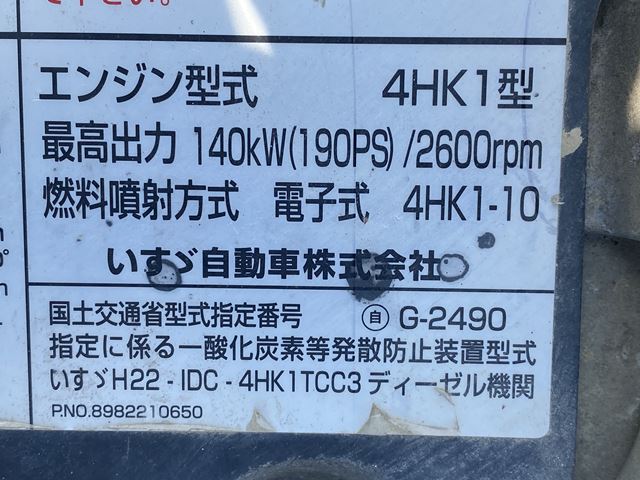 下さい。
エンジン型式 4HK1型
最高出力 140kW(190PS)/2600rpm
燃料噴射方式 電子式 4HK1-10
いすゞ自動車株式会社
国土交通省型式指定番号 自 G-2490
指定に係る一酸化炭素等発散防止装置型式
いすゞH22-IDC-4HK1TCC3ディーゼル機関
P.NO.8982210650